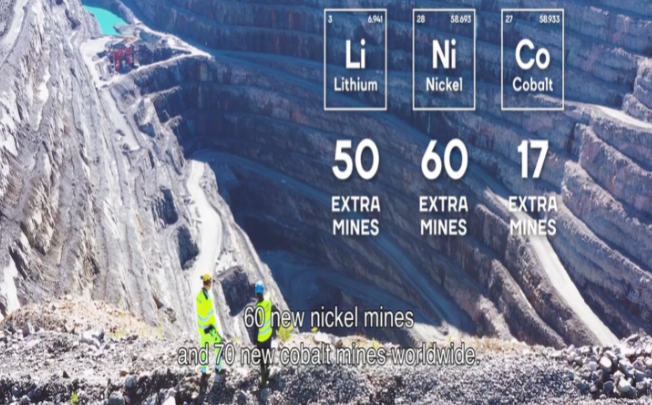 3 6,941
Li
Lithium
28 58.693
Ni
Nickel
27 58.933
Co
Cobalt
50
EXTRA
MINES
60
EXTRA
MINES
17
EXTRA
MINES
60 new nickel mines
and 70 new cobalt mines worldwide.